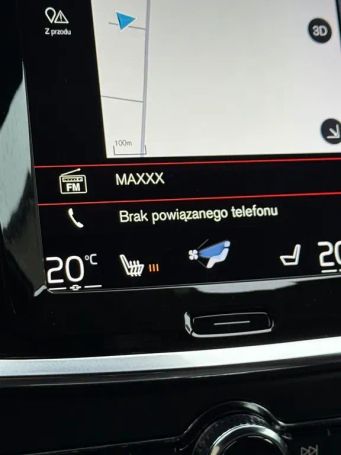 Z przodu
3D
100m
FM
MAXXX
Brak powiązanego telefonu
20°C
20